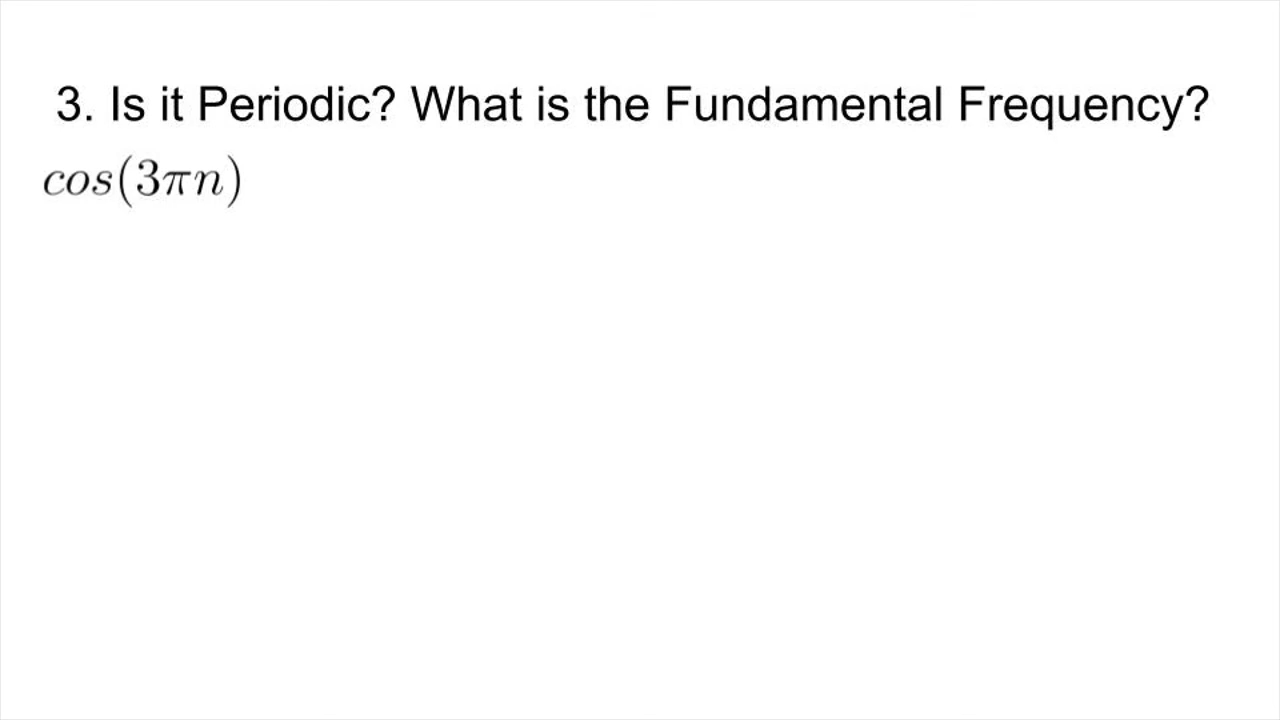 3. Is it Periodic? What is the Fundamental Frequency?
cos(3πn)